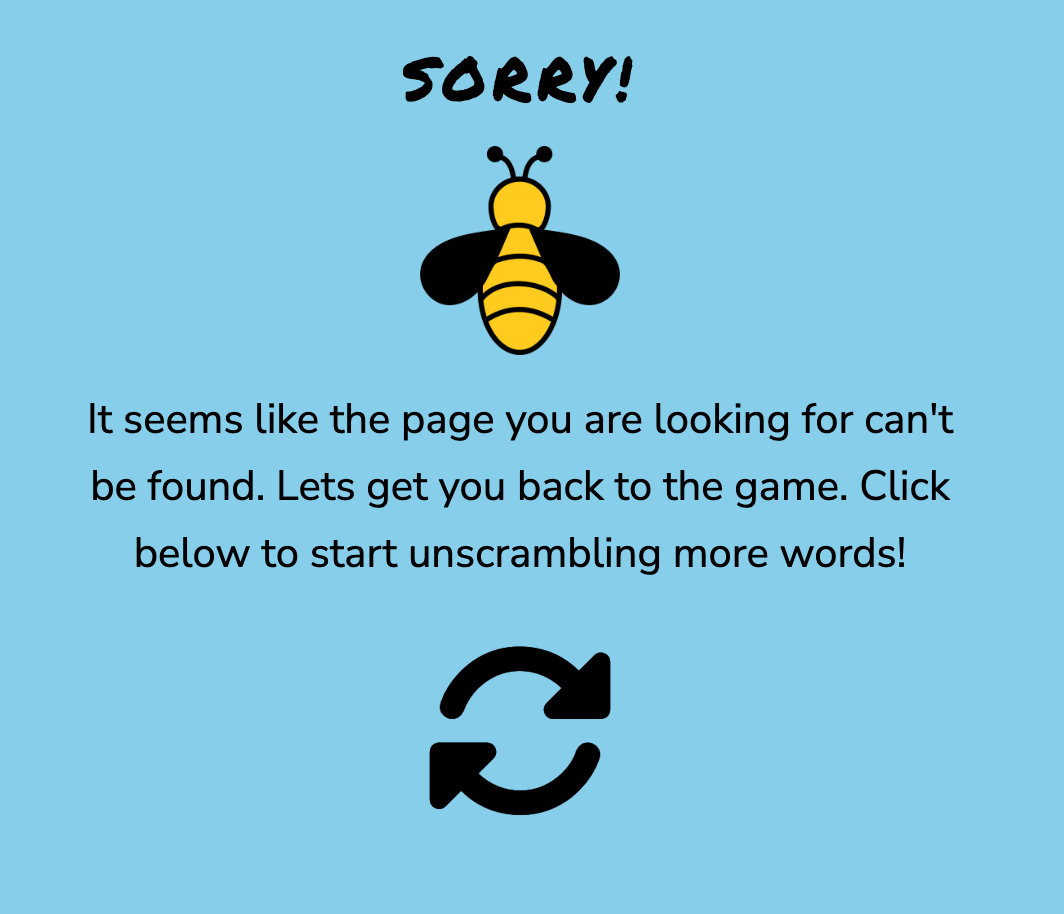 SORRY!
It seems like the page you are looking for can't
be found. Lets get you back to the game. Click
below to start unscrambling more words!